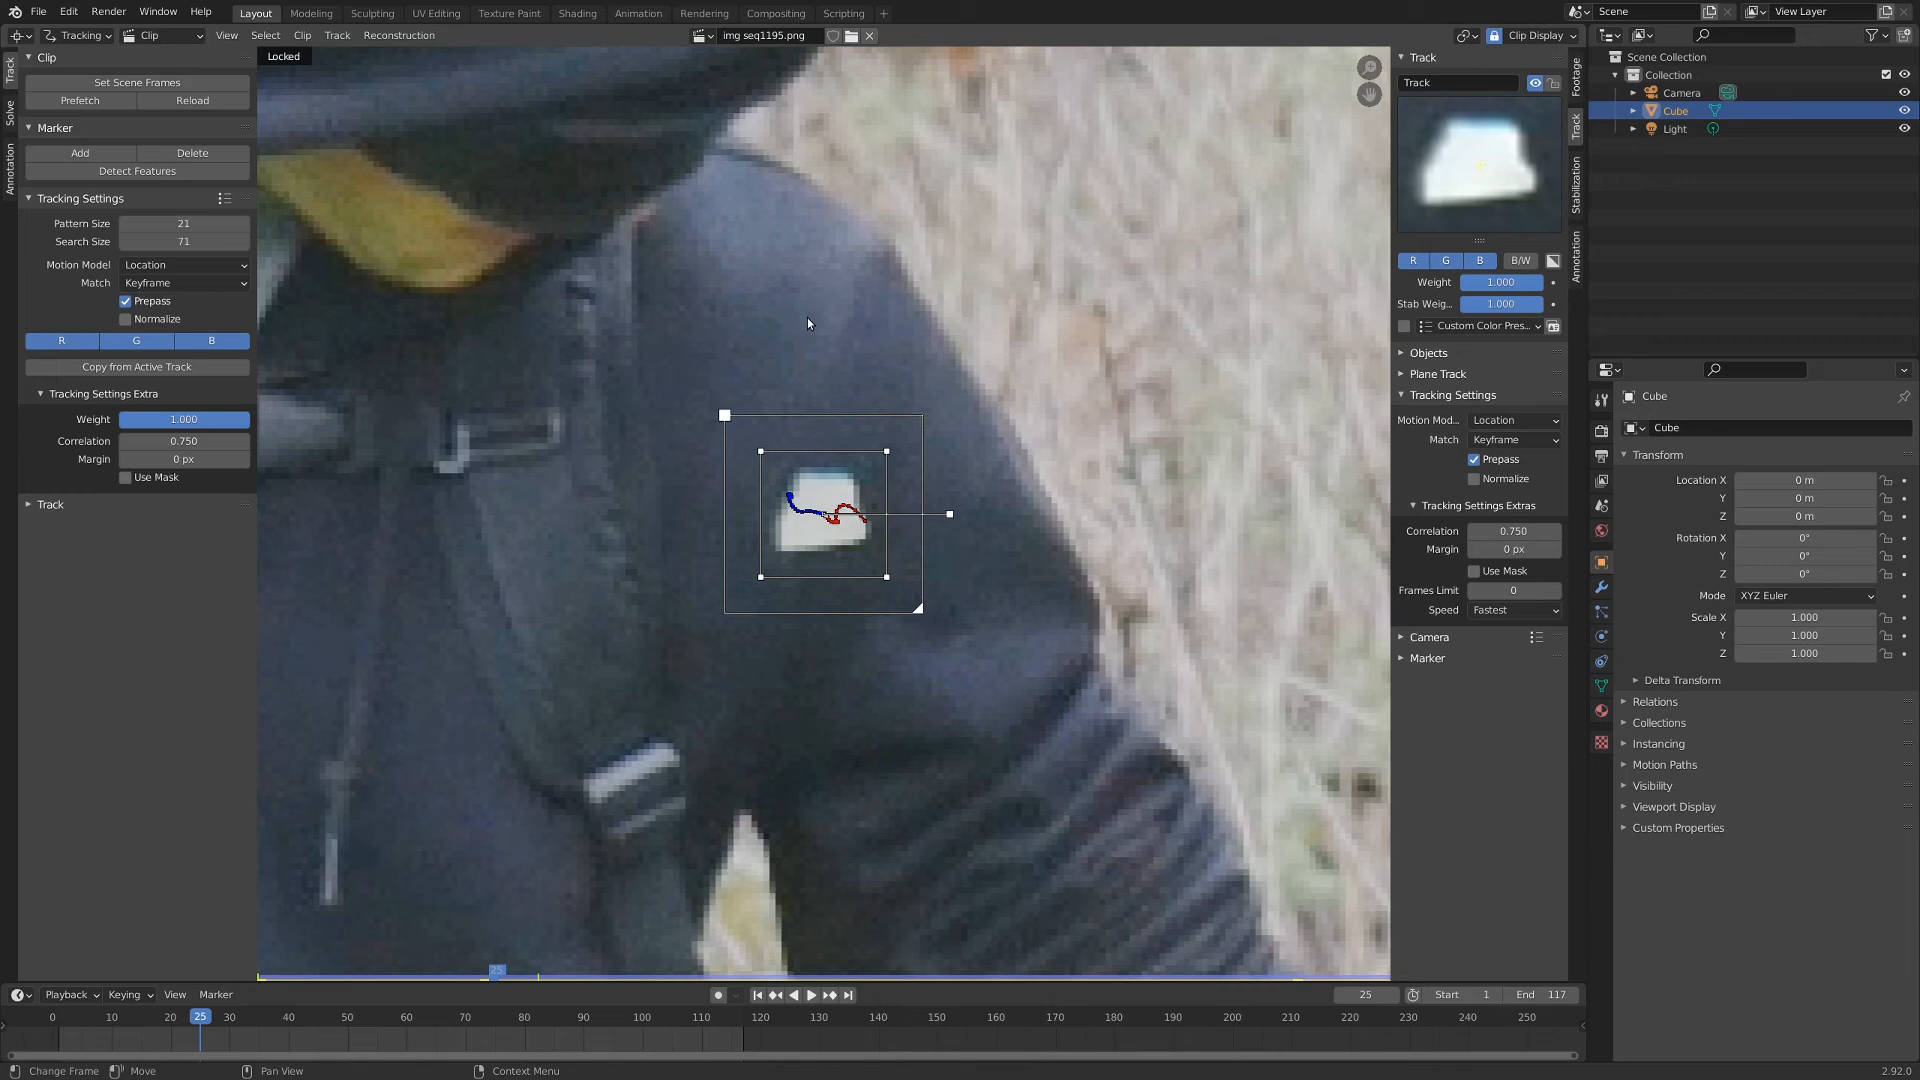 File Edit Render Window Help Layout Modeling Sculpting UV Editing Texture Paint Shading Animation Rendering Compositing Scripting + Scene View Layer
Tracking Clip View Select Clip Track Reconstruction img seq1195.png Clip Display
Locked
Track
Solve
Annotation
Clip
Set Scene Frames
Prefetch Reload
Marker
Add Delete
Detect Features
Tracking Settings
Pattern Size 21
Search Size 71
Motion Model Location
Match Keyframe
Prepass
Normalize
R G B
Copy from Active Track
Tracking Settings Extra
Weight 1.000
Correlation 0.750
Margin 0 px
Use Mask
Track
25
Track
Track
R G B B/W
Weight 1.000
Stab Weig... 1.000
Custom Color Pres...
Objects
Plane Track
Tracking Settings
Motion Mod... Location
Match Keyframe
Prepass
Normalize
Tracking Settings Extras
Correlation 0.750
Margin 0 px
Use Mask
Frames Limit 0
Speed Fastest
Camera
Marker
Footage
Track
Stabilization
Annotation
Scene Collection
Collection
Camera
Cube
Light
Cube
Cube
Transform
Location X 0 m
Y 0 m
Z 0 m
Rotation X 0°
Y 0°
Z 0°
Mode XYZ Euler
Scale X 1.000
Y 1.000
Z 1.000
Delta Transform
Relations
Collections
Instancing
Motion Paths
Visibility
Viewport Display
Custom Properties
Playback Keying View Marker 25 Start 1 End 117
0 10 20 25 30 40 50 60 70 80 90 100 110 120 130 140 150 160 170 180 190 200 210 220 230 240 250
Change Frame Move Pan View Context Menu 2.92.0